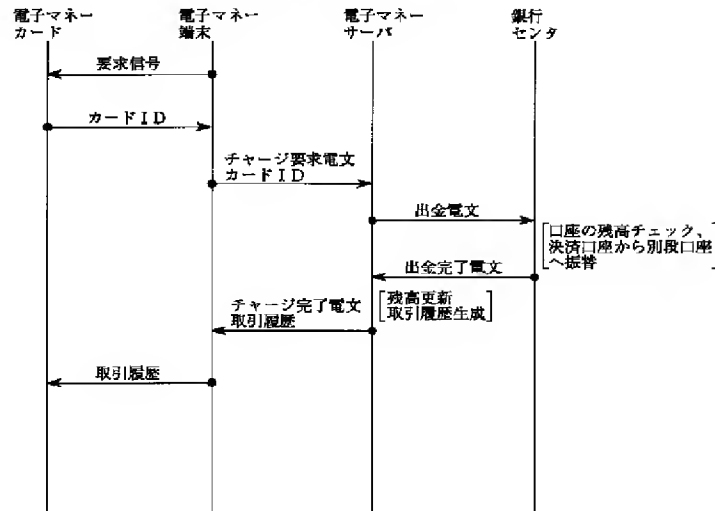 電子マネー
カード
電子マネー
端末
電子マネー
サーバ
銀行
センタ
要求信号
カードID
チャージ要求電文
カードID
出金電文
口座の残高チェック、
決済口座から別段口座
へ振替
出金完了電文
残高更新
取引履歴生成
チャージ完了電文
取引履歴
取引履歴